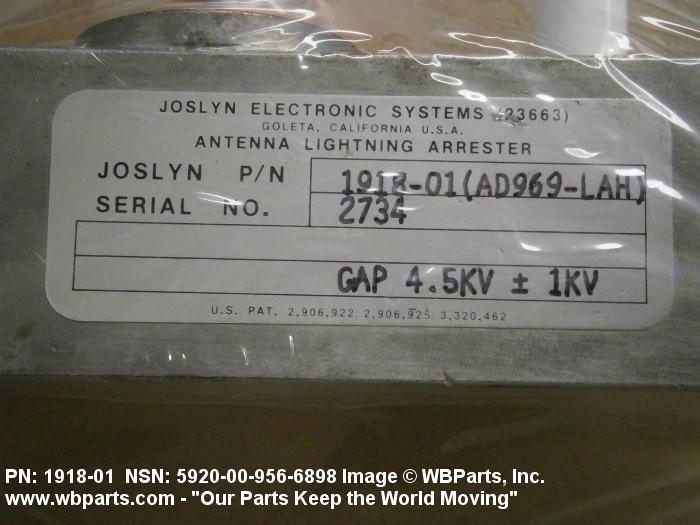 JOSLYN ELECTRONIC SYSTEMS (23663)
GOLETA, CALIFORNIA U.S.A.
ANTENNA LIGHTNING ARRESTER
JOSLYN P/N 1918-01(AD969-LAH)
SERIAL NO. 2734
GAP 4.5KV ± 1KV
U.S. PAT. 2,906,922; 2,906,925; 3,320,462
PN: 1918-01 NSN: 5920-00-956-6898 Image © WBParts, Inc.
www.wbparts.com - "Our Parts Keep the World Moving"